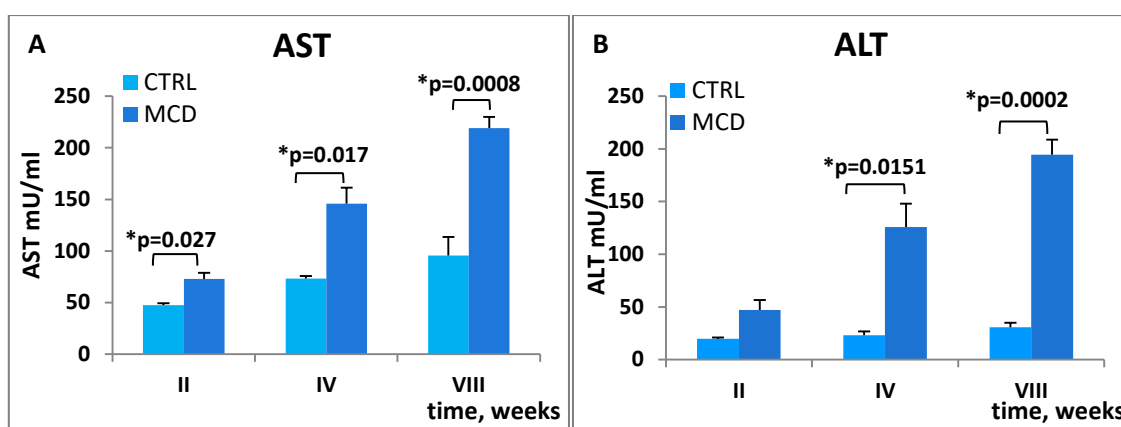 A
AST
CTRL
MCD
*p=0.0008
*p=0.017
*p=0.027
AST mU/ml
250
200
150
100
50
0
II
IV
VIII
time, weeks
B
ALT
CTRL
MCD
*p=0.0002
*p=0.0151
ALT mU/ml
250
200
150
100
50
0
II
IV
VIII
time, weeks